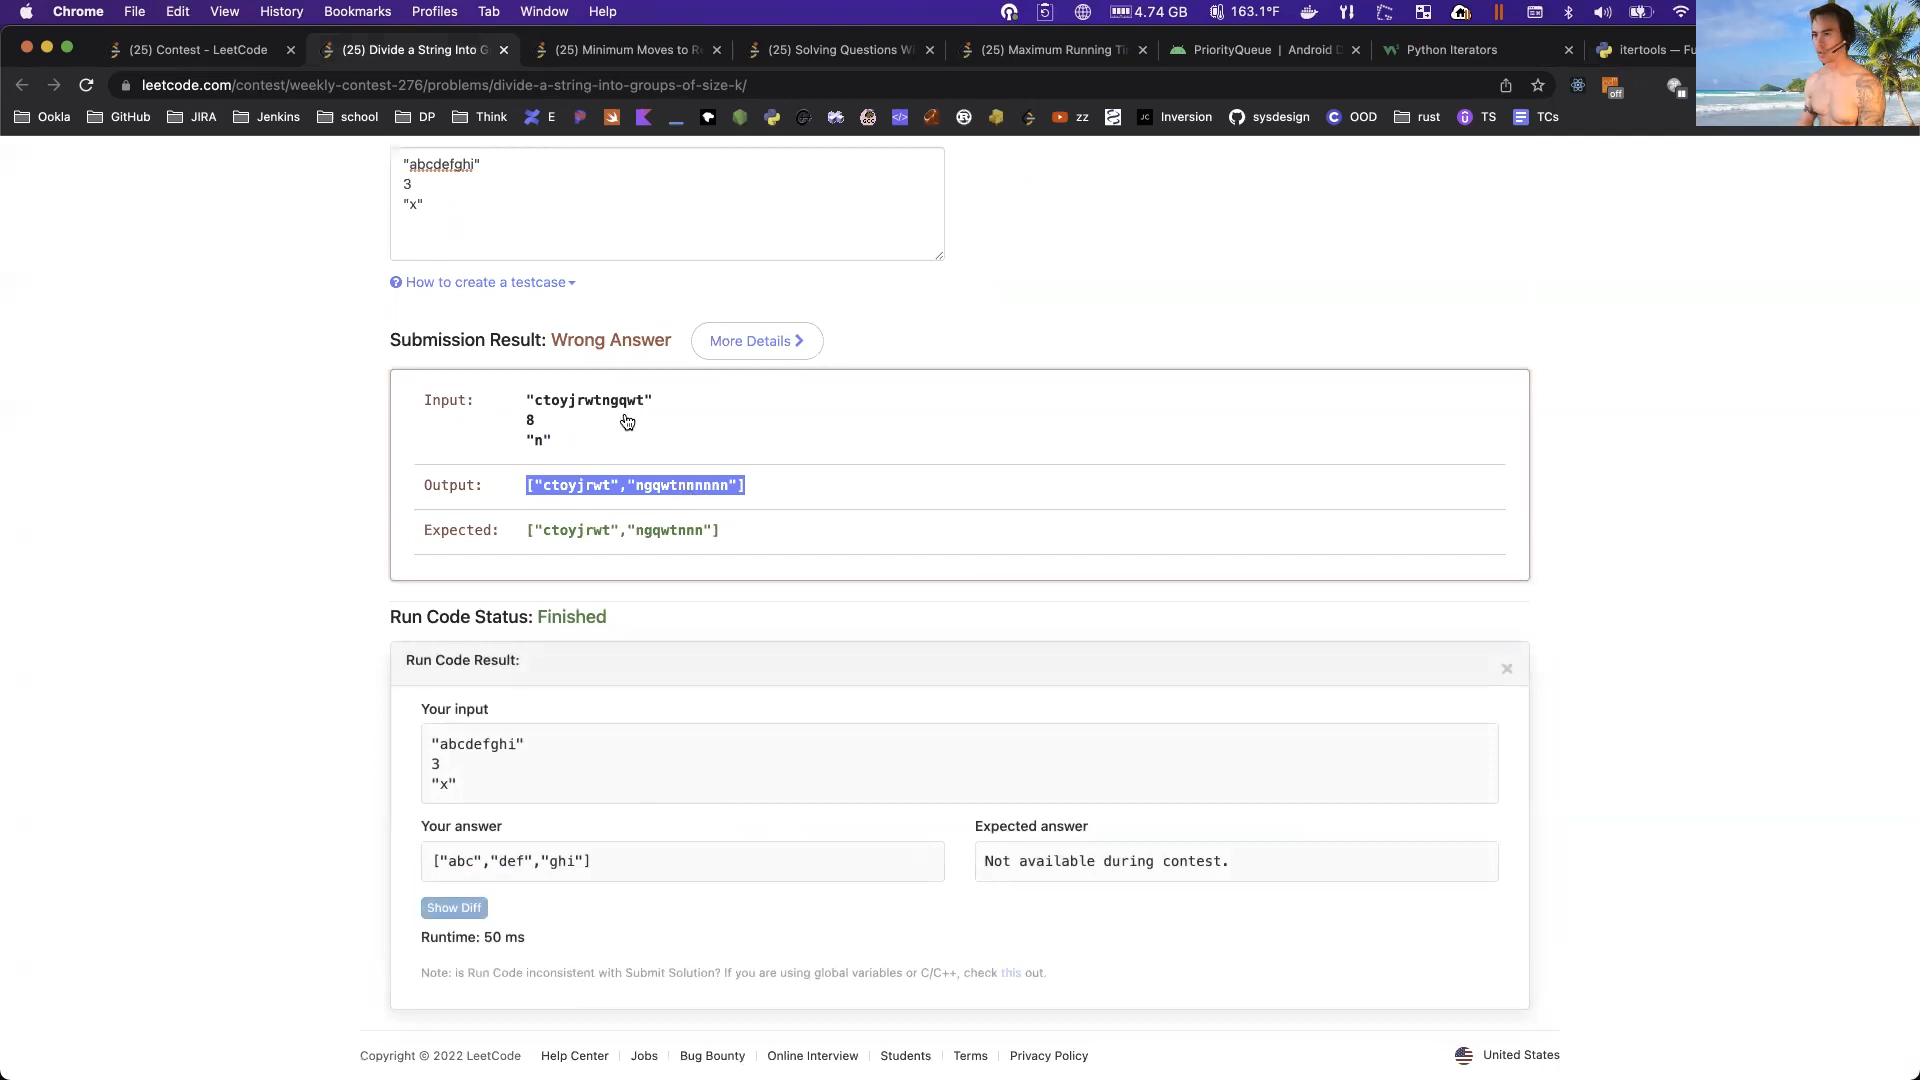 Chrome File Edit View History Bookmarks Profiles Tab Window Help 4.74 GB 163.1°F
(25) Contest - LeetCode (25) Divide a String Into G (25) Minimum Moves to Re (25) Solving Questions Wi (25) Maximum Running Ti PriorityQueue | Android D Python Iterators itertools — Fu
leetcode.com/contest/weekly-contest-276/problems/divide-a-string-into-groups-of-size-k/
off
Ookla GitHub JIRA Jenkins school DP Think E zz JC Inversion sysdesign OOD rust TS TCs
"abcdefghi"
3
"x"
How to create a testcase
Submission Result: Wrong Answer More Details
Input: "ctoyjrwtngqwt"
8
"n"
Output: ["ctoyjrwt","ngqwtnnnnnn"]
Expected: ["ctoyjrwt","ngqwtnnn"]
Run Code Status: Finished
Run Code Result:
Your input
"abcdefghi"
3
"x"
Your answer Expected answer
["abc","def","ghi"] Not available during contest.
Show Diff
Runtime: 50 ms
Note: is Run Code inconsistent with Submit Solution? If you are using global variables or C/C++, check this out.
Copyright © 2022 LeetCode Help Center Jobs Bug Bounty Online Interview Students Terms Privacy Policy United States